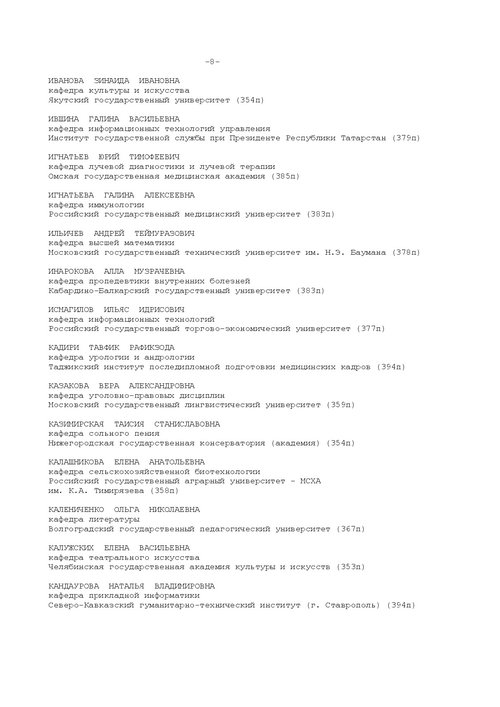 -8-
ИВАНОВА ЗИНАИДА ИВАНОВНА
кафедра культуры и искусства
Якутский государственный университет (354п)
ИВШИНА ГАЛИНА ВАСИЛЬЕВНА
кафедра информационных технологий управления
Институт государственной службы при Президенте Республики Татарстан (379п)
ИГНАТЬЕВ ЮРИЙ ТИМОФЕЕВИЧ
кафедра лучевой диагностики и лучевой терапии
Омская государственная медицинская академия (385п)
ИГНАТЬЕВА ГАЛИНА АЛЕКСЕЕВНА
кафедра иммунологии
Российский государственный медицинский университет (383п)
ИЛЬИЧЕВ АНДРЕЙ ТЕЙМУРАЗОВИЧ
кафедра высшей математики
Московский государственный технический университет им. Н.Э. Баумана (378п)
ИНАРОКОВА АЛЛА МУЗРАЧЕВНА
кафедра пропедевтики внутренних болезней
Кабардино-Балкарский государственный университет (383п)
ИСМАГИЛОВ ИЛЬЯС ИДРИСОВИЧ
кафедра информационных технологий
Российский государственный торгово-экономический университет (377п)
КАДИРИ ТАВФИК РАФИКЗОДА
кафедра урологии и андрологии
Таджикский институт последипломной подготовки медицинских кадров (394п)
КАЗАКОВА ВЕРА АЛЕКСАНДРОВНА
кафедра уголовно-правовых дисциплин
Московский государственный лингвистический университет (359п)
КАЗИМИРСКАЯ ТАИСИЯ СТАНИСЛАВОВНА
кафедра сольного пения
Нижегородская государственная консерватория (академия) (354п)
КАЛАШНИКОВА ЕЛЕНА АНАТОЛЬЕВНА
кафедра сельскохозяйственной биотехнологии
Российский государственный аграрный университет - МСХА
им. К.А. Тимирязева (358п)
КАЛЕНИЧЕНКО ОЛЬГА НИКОЛАЕВНА
кафедра литературы
Волгоградский государственный педагогический университет (367п)
КАЛУЖСКИХ ЕЛЕНА ВАСИЛЬЕВНА
кафедра театрального искусства
Челябинская государственная академия культуры и искусств (353п)
КАНДАУРОВА НАТАЛЬЯ ВЛАДИМИРОВНА
кафедра прикладной информатики
Северо-Кавказский гуманитарно-технический институт (г. Ставрополь) (394п)